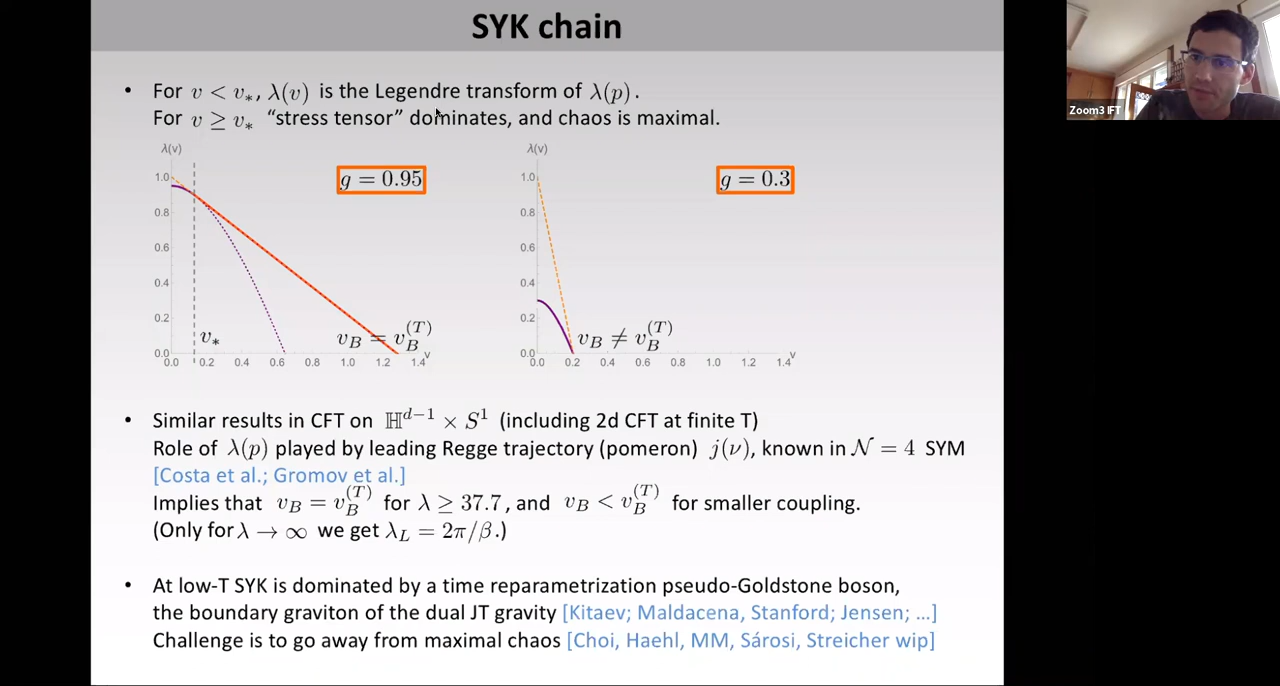 SYK chain
• For v < v_*, λ(v) is the Legendre transform of λ(p).
For v ≥ v_* “stress tensor” dominates, and chaos is maximal.
λ(v)
1.0
0.8
0.6
0.4
0.2
0.0
0.0 0.2 0.4 0.6 0.8 1.0 1.2 1.4 v
g = 0.95
v_*
v_B = v_B^(T)
λ(v)
1.0
0.8
0.6
0.4
0.2
0.0
0.0 0.2 0.4 0.6 0.8 1.0 1.2 1.4 v
g = 0.3
v_B ≠ v_B^(T)
• Similar results in CFT on ℍ^{d−1} × S^1 (including 2d CFT at finite T)
Role of λ(p) played by leading Regge trajectory (pomeron) j(ν), known in 𝒩 = 4 SYM
[Costa et al.; Gromov et al.]
Implies that v_B = v_B^(T) for λ ≥ 37.7, and v_B < v_B^(T) for smaller coupling.
(Only for λ → ∞ we get λ_L = 2π/β.)
• At low-T SYK is dominated by a time reparametrization pseudo-Goldstone boson,
the boundary graviton of the dual JT gravity [Kitaev; Maldacena, Stanford; Jensen; ...]
Challenge is to go away from maximal chaos [Choi, Haehl, MM, Sárosi, Streicher wip]
Zoom3 IFT